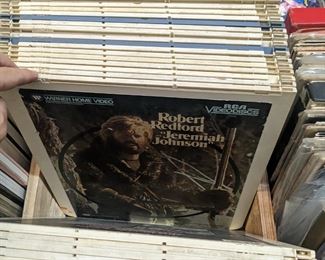 WARNER HOME VIDEO
RCA
VIDEODISCS
Robert
Redford
"Jeremiah
Johnson"